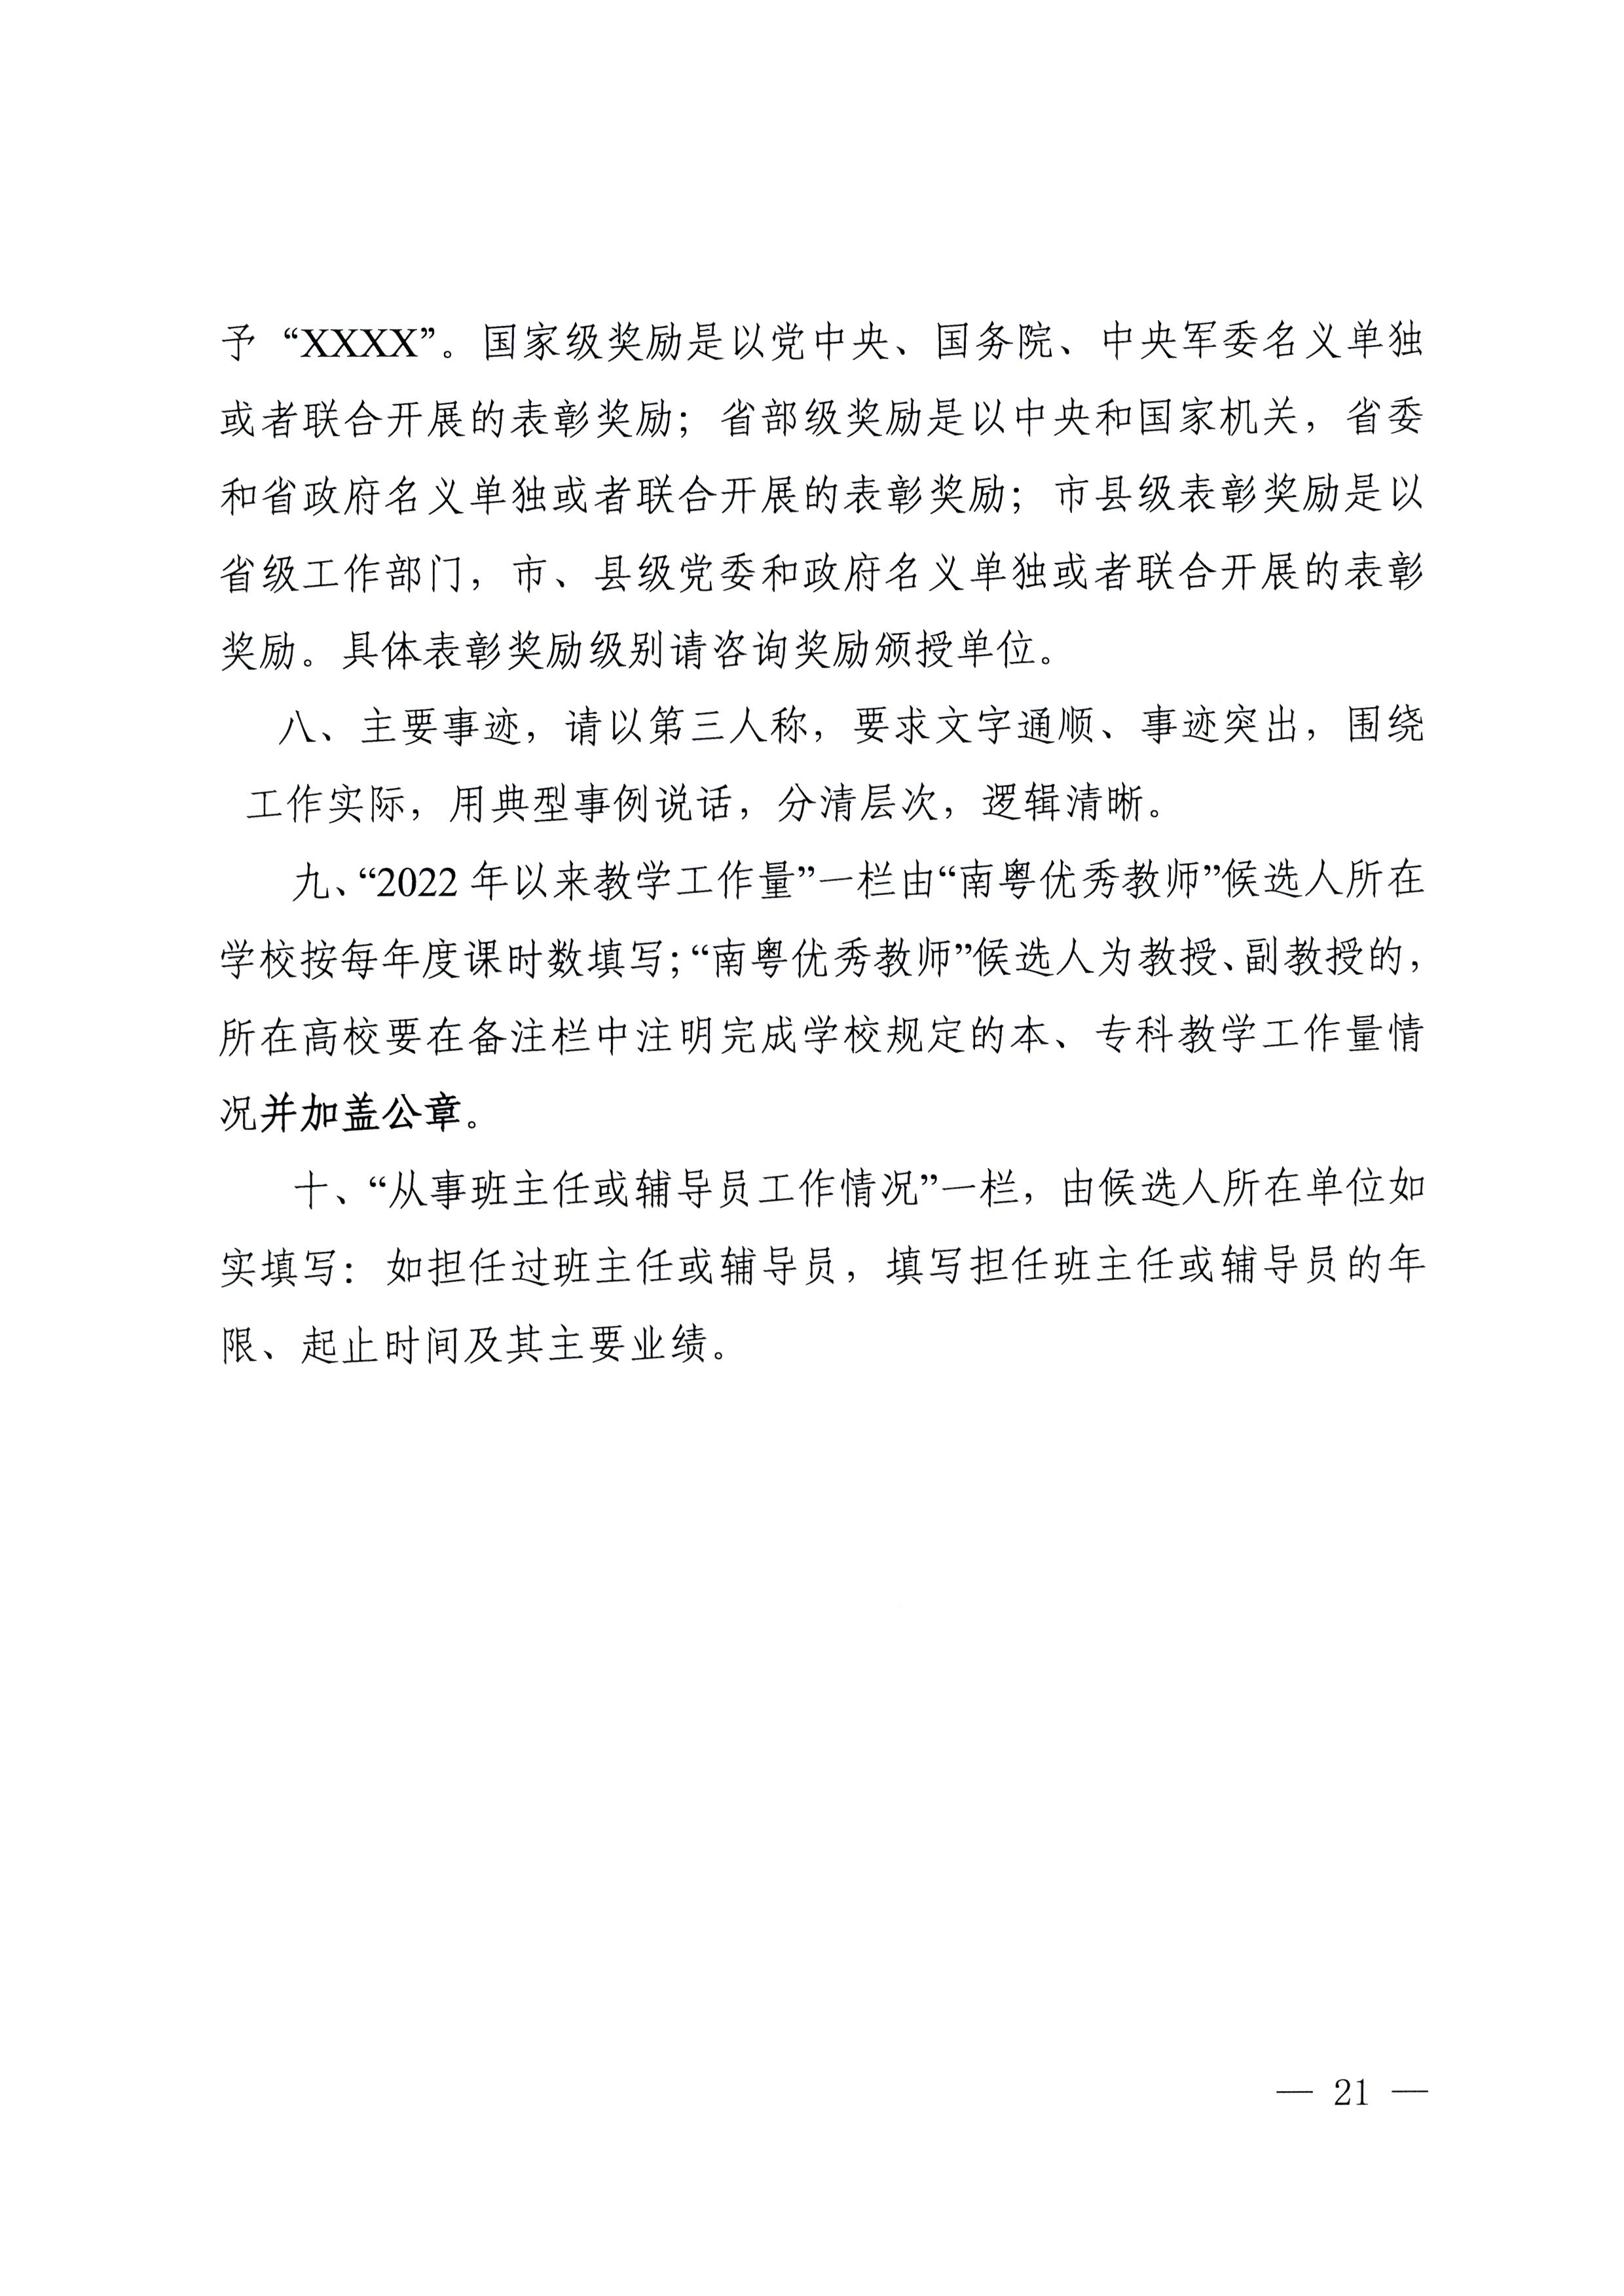 予 “XXXX”。国家级奖励是以党中央、国务院、中央军委名义单独
或者联合开展的表彰奖励；省部级奖励是以中央和国家机关，省委
和省政府名义单独或者联合开展的表彰奖励；市县级表彰奖励是以
省级工作部门，市、县级党委和政府名义单独或者联合开展的表彰
奖励。具体表彰奖励级别请咨询奖励颁授单位。
八、主要事迹，请以第三人称，要求文字通顺、事迹突出，围绕
工作实际，用典型事例说话，分清层次，逻辑清晰。
九、“2022 年以来教学工作量”一栏由“南粤优秀教师”候选人所在
学校按每年度课时数填写；“南粤优秀教师”候选人为教授、副教授的，
所在高校要在备注栏中注明完成学校规定的本、专科教学工作量情
况并加盖公章。
十、“从事班主任或辅导员工作情况”一栏，由候选人所在单位如
实填写：如担任过班主任或辅导员，填写担任班主任或辅导员的年
限、起止时间及其主要业绩。
— 21 —